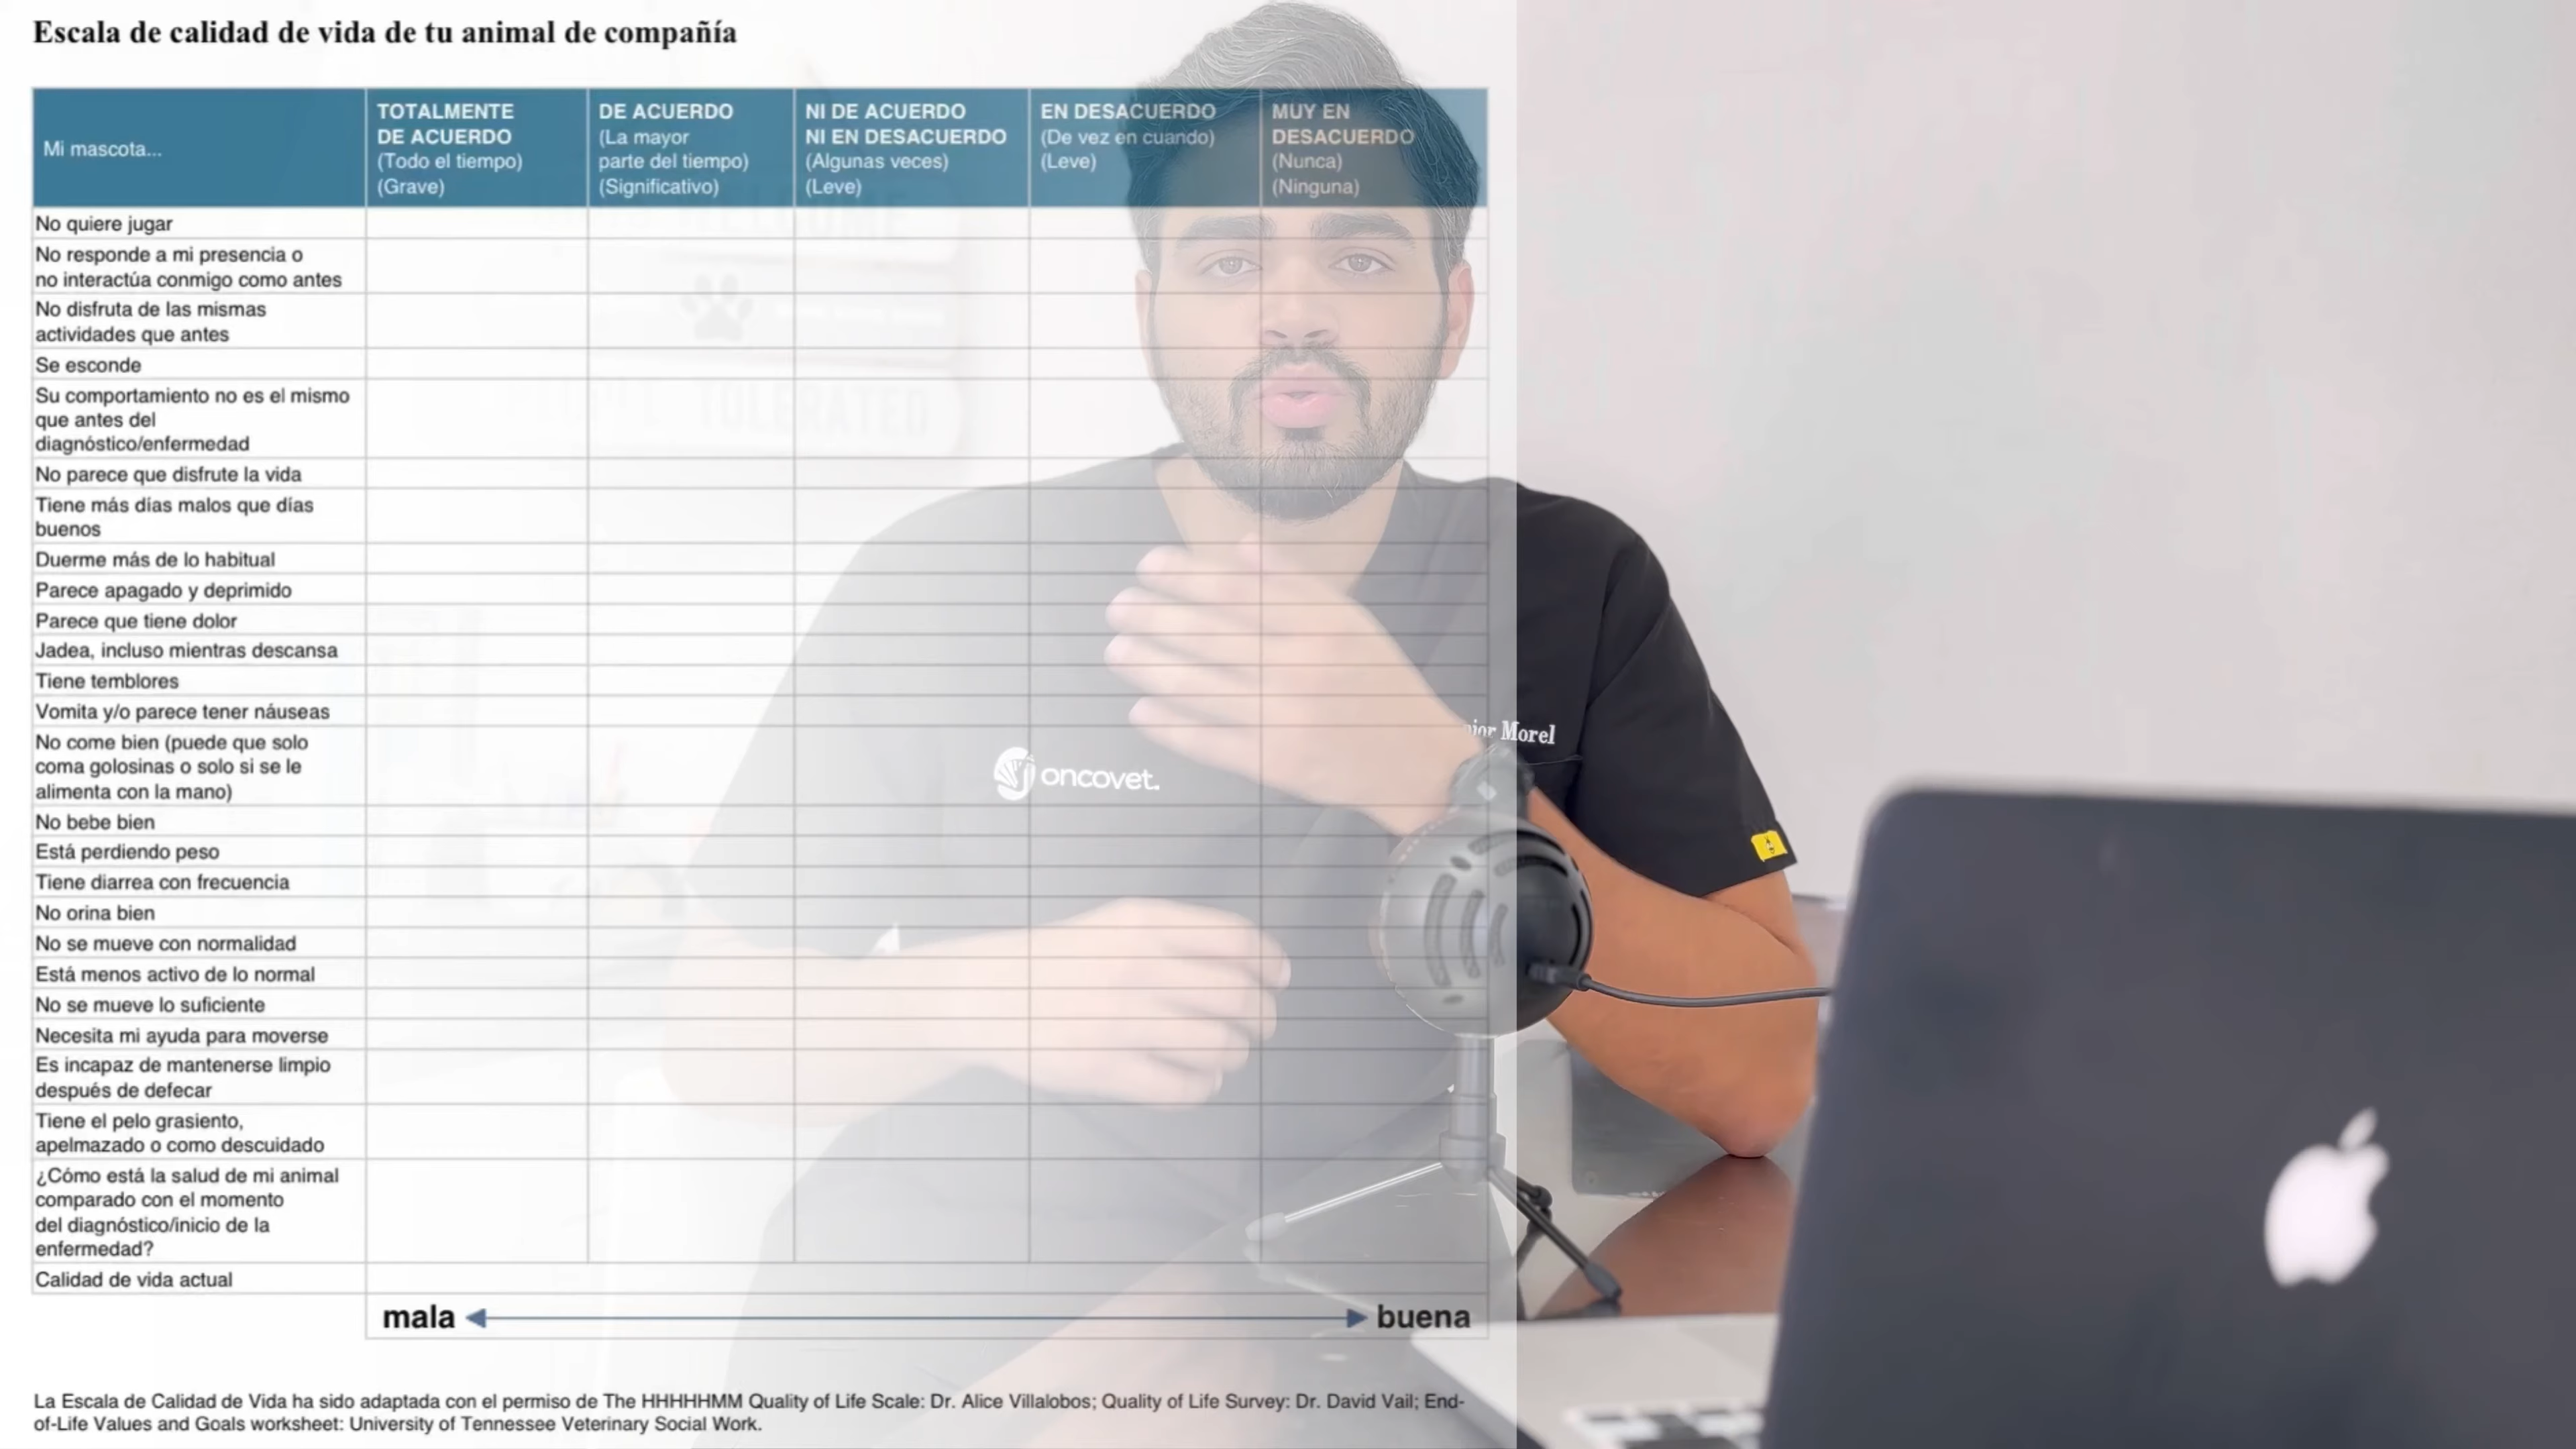 Escala de calidad de vida de tu animal de compañía
Mi mascota...
TOTALMENTE
DE ACUERDO
(Todo el tiempo)
(Grave)
DE ACUERDO
(La mayor
parte del tiempo)
(Significativo)
NI DE ACUERDO
NI EN DESACUERDO
(Algunas veces)
(Leve)
EN DESACUERDO
(De vez en cuando)
(Leve)
MUY EN
DESACUERDO
(Nunca)
(Ninguna)
No quiere jugar
No responde a mi presencia o
no interactúa conmigo como antes
No disfruta de las mismas
actividades que antes
Se esconde
Su comportamiento no es el mismo
que antes del
diagnóstico/enfermedad
No parece que disfrute la vida
Tiene más días malos que días
buenos
Duerme más de lo habitual
Parece apagado y deprimido
Parece que tiene dolor
Jadea, incluso mientras descansa
Tiene temblores
Vomita y/o parece tener náuseas
No come bien (puede que solo
coma golosinas o solo si se le
alimenta con la mano)
No bebe bien
Está perdiendo peso
Tiene diarrea con frecuencia
No orina bien
No se mueve con normalidad
Está menos activo de lo normal
No se mueve lo suficiente
Necesita mi ayuda para moverse
Es incapaz de mantenerse limpio
después de defecar
Tiene el pelo grasiento,
apelmazado o como descuidado
¿Cómo está la salud de mi animal
comparado con el momento
del diagnóstico/inicio de la
enfermedad?
Calidad de vida actual
mala
buena
La Escala de Calidad de Vida ha sido adaptada con el permiso de The HHHHHMM Quality of Life Scale: Dr. Alice Villalobos; Quality of Life Survey: Dr. David Vail; End-
of-Life Values and Goals worksheet: University of Tennessee Veterinary Social Work.
TOLERATED
oncovet.
Morel